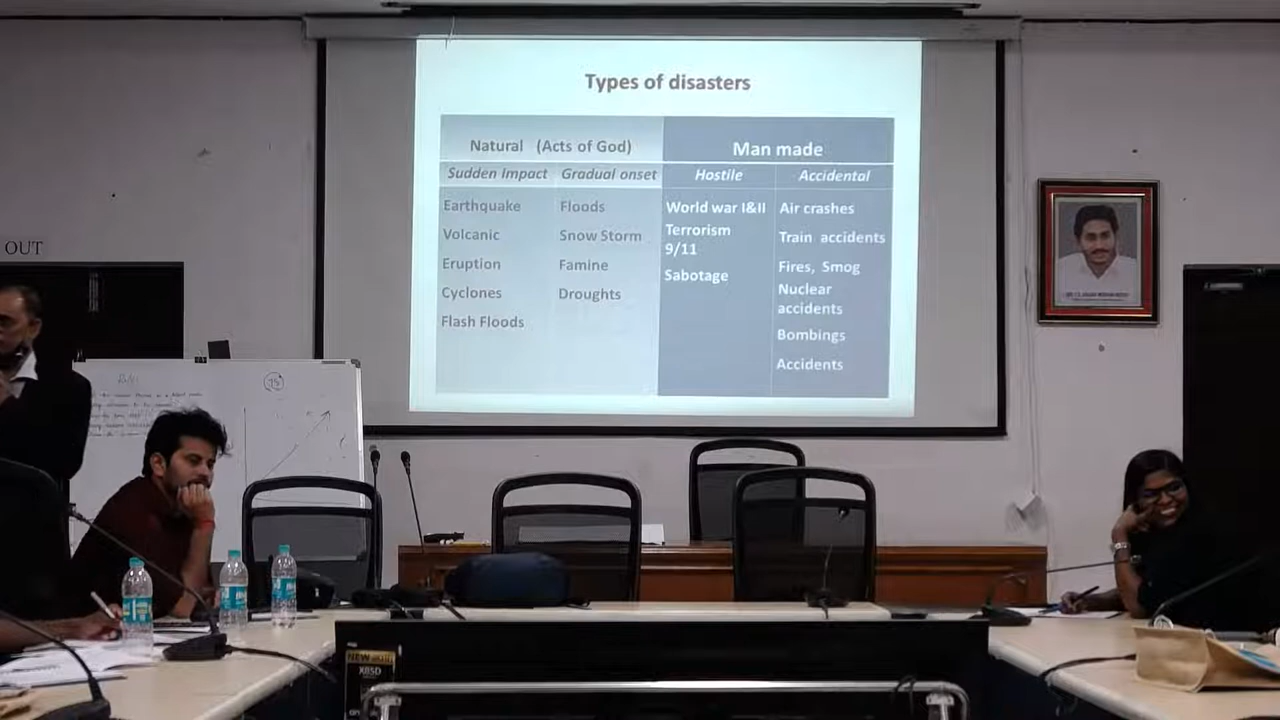 Types of disasters
Natural (Acts of God)
Man made
Sudden Impact
Gradual onset
Hostile
Accidental
Earthquake
Volcanic
Eruption
Cyclones
Flash Floods
Floods
Snow Storm
Famine
Droughts
World war I&II
Terrorism
9/11
Sabotage
Air crashes
Train accidents
Fires, Smog
Nuclear
accidents
Bombings
Accidents
OUT
NEW
X85D